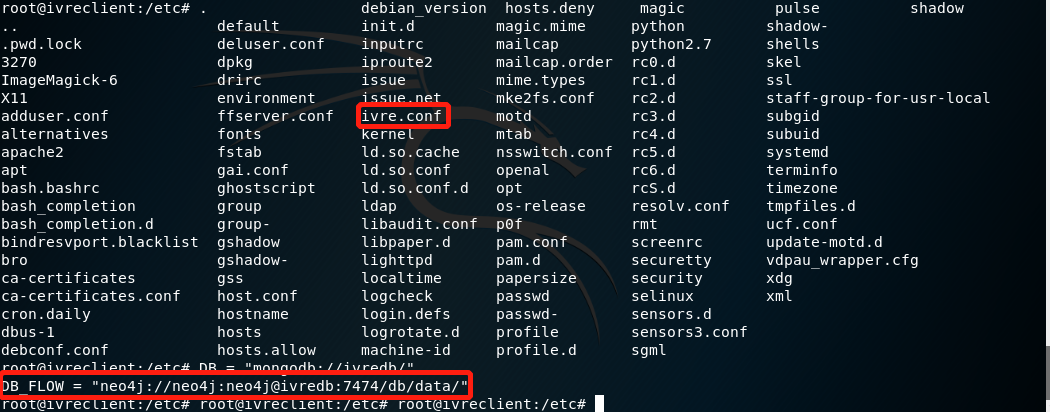 root@ivreclient:/etc# . debian_version hosts.deny magic pulse shadow
.. default init.d magic.mime python shadow-
.pwd.lock deluser.conf inputrc mailcap python2.7 shells
3270 dpkg iproute2 mailcap.order rc0.d skel
ImageMagick-6 drirc issue mime.types rc1.d ssl
X11 environment issue.net mke2fs.conf rc2.d staff-group-for-usr-local
adduser.conf ffserver.conf ivre.conf motd rc3.d subgid
alternatives fonts kernel mtab rc4.d subuid
apache2 fstab ld.so.cache nsswitch.conf rc5.d systemd
apt gai.conf ld.so.conf openal rc6.d terminfo
bash.bashrc ghostscript ld.so.conf.d opt rcS.d timezone
bash_completion group ldap os-release resolv.conf tmpfiles.d
bash_completion.d group- libaudit.conf p0f rmt ucf.conf
bindresvport.blacklist gshadow libpaper.d pam.conf screenrc update-motd.d
bro gshadow- lighttpd pam.d securetty vdpau_wrapper.cfg
ca-certificates gss localtime papersize security xdg
ca-certificates.conf host.conf logcheck passwd selinux xml
cron.daily hostname login.defs passwd- sensors.d
dbus-1 hosts logrotate.d profile sensors3.conf
debconf.conf hosts.allow machine-id profile.d sgml
root@ivreclient:/etc# DB = "mongodb://ivredb/"
DB_FLOW = "neo4j://neo4j:neo4j@ivredb:7474/db/data/"
root@ivreclient:/etc# root@ivreclient:/etc# root@ivreclient:/etc#